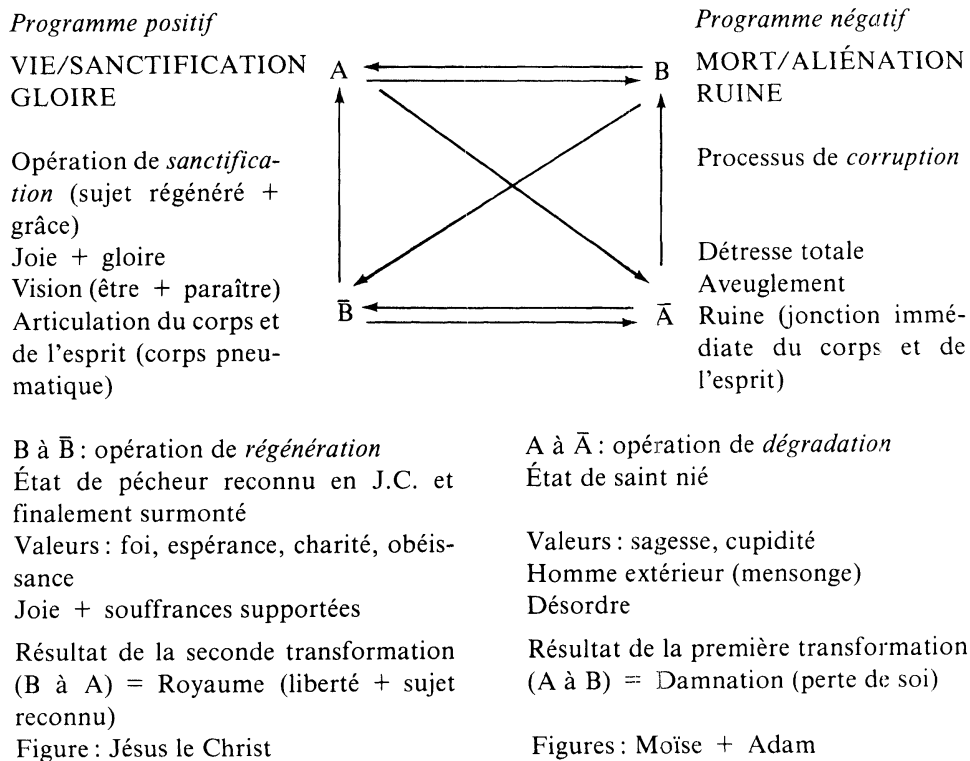 Programme positif
VIE/SANCTIFICATION
GLOIRE
A
B
Programme négatif
MORT/ALIÉNATION
RUINE
Opération de sanctifica-
tion (sujet régénéré +
grâce)
Joie + gloire
Vision (être + paraître)
Articulation du corps et
de l'esprit (corps pneu-
matique)
Processus de corruption
Détresse totale
Aveuglement
Ruine (jonction immé-
diate du corps et de
l'esprit)
B̄
Ā
B à B̄ : opération de régénération
État de pécheur reconnu en J.C. et
finalement surmonté
Valeurs : foi, espérance, charité, obéis-
sance
Joie + souffrances supportées
Résultat de la seconde transformation
(B à A) = Royaume (liberté + sujet
reconnu)
Figure : Jésus le Christ
A à Ā : opération de dégradation
État de saint nié
Valeurs : sagesse, cupidité
Homme extérieur (mensonge)
Désordre
Résultat de la première transformation
(A à B) = Damnation (perte de soi)
Figures : Moïse + Adam